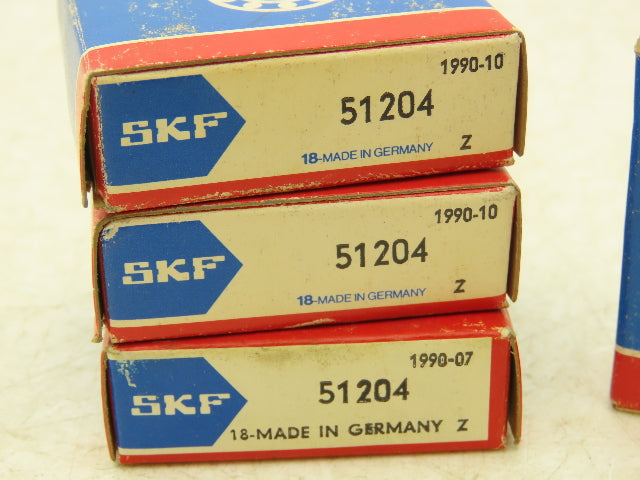 1990-10
SKF 51204
18-MADE IN GERMANY Z
1990-10
SKF 51204
18-MADE IN GERMANY Z
1990-07
SKF 51204
18-MADE IN GERMANY Z